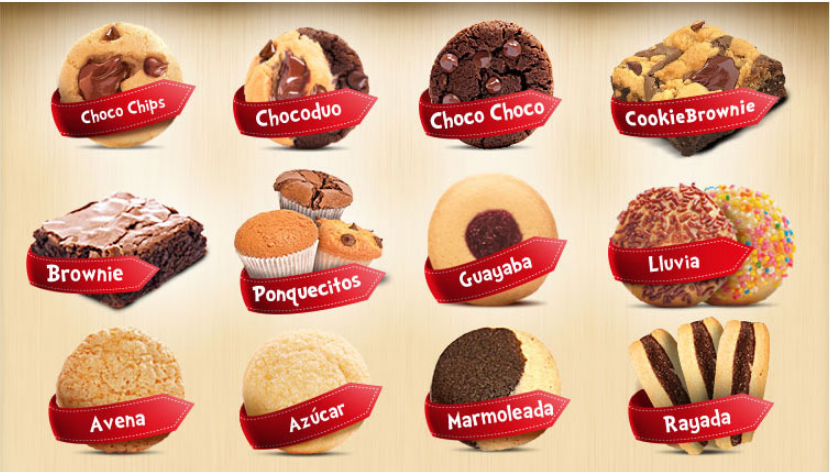 Choco Chips
Chocoduo
Choco Choco
CookieBrownie
Brownie
Ponquecitos
Guayaba
Lluvia
Avena
Azúcar
Marmoleada
Rayada